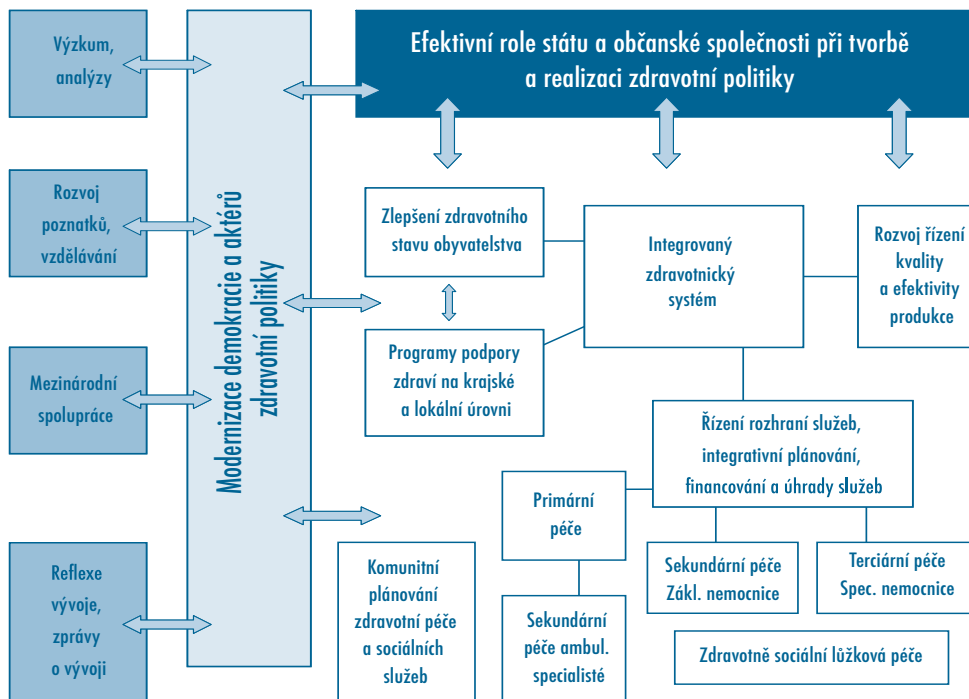 Efektivní role státu a občanské společnosti při tvorbě
a realizaci zdravotní politiky
Výzkum,
analýzy
Rozvoj
poznatků,
vzdělávání
Mezinárodní
spolupráce
Reflexe
vývoje,
zprávy
o vývoji
Modernizace demokracie a aktérů
zdravotní politiky
Zlepšení zdravotního
stavu obyvatelstva
Integrovaný
zdravotnický
systém
Rozvoj řízení
kvality
a efektivity
produkce
Programy podpory
zdraví na krajské
a lokální úrovni
Řízení rozhraní služeb,
integrativní plánování,
financování a úhrady služeb
Primární
péče
Komunitní
plánování
zdravotní péče
a sociálních
služeb
Sekundární
péče ambul.
specialisté
Sekundární péče
Zákl. nemocnice
Terciární péče
Spec. nemocnice
Zdravotně sociální lůžková péče